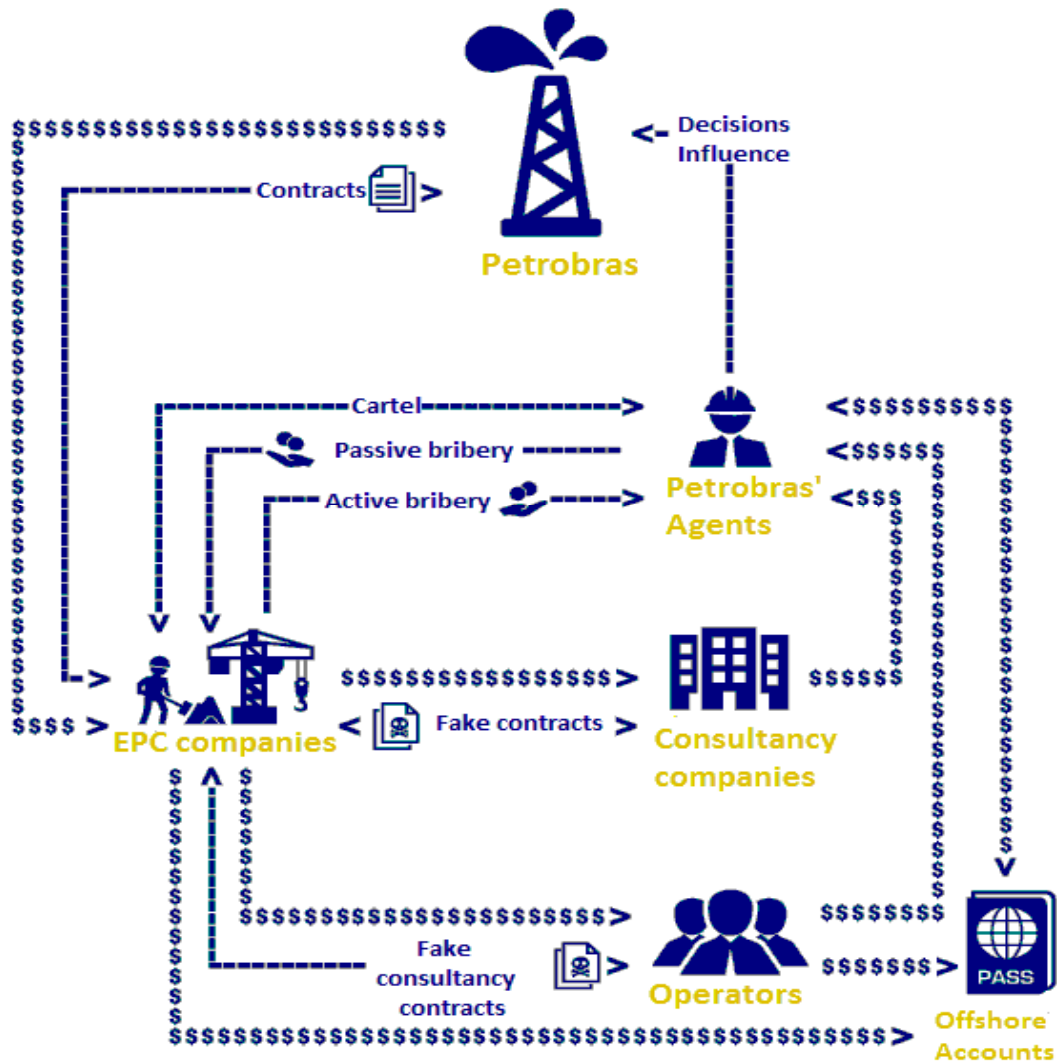 Decisions
Influence
Contracts
Petrobras
Cartel
Passive bribery
Active bribery
Petrobras'
Agents
EPC companies
Fake contracts
Consultancy
companies
Fake
consultancy
contracts
Operators
PASS
Offshore
Accounts